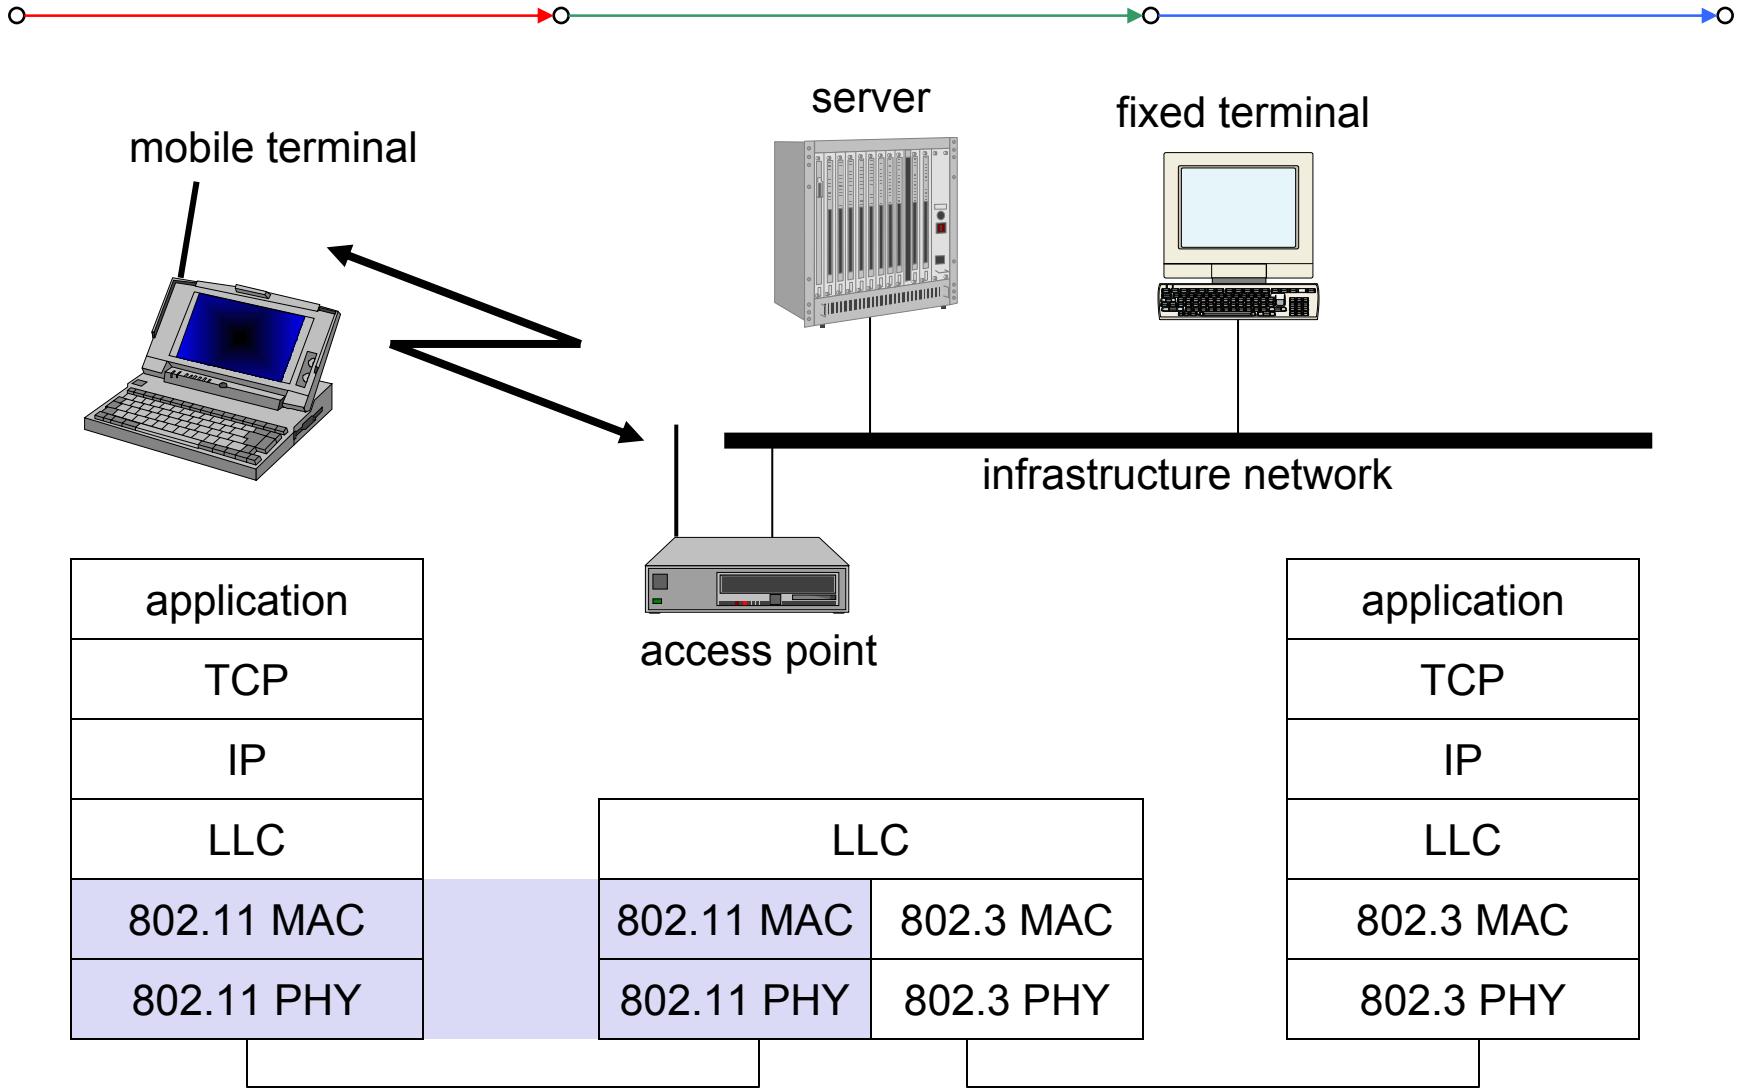 server
fixed terminal
mobile terminal
infrastructure network
access point
application
TCP
IP
LLC
802.11 MAC
802.11 PHY
LLC
802.11 MAC
802.3 MAC
802.11 PHY
802.3 PHY
application
TCP
IP
LLC
802.3 MAC
802.3 PHY